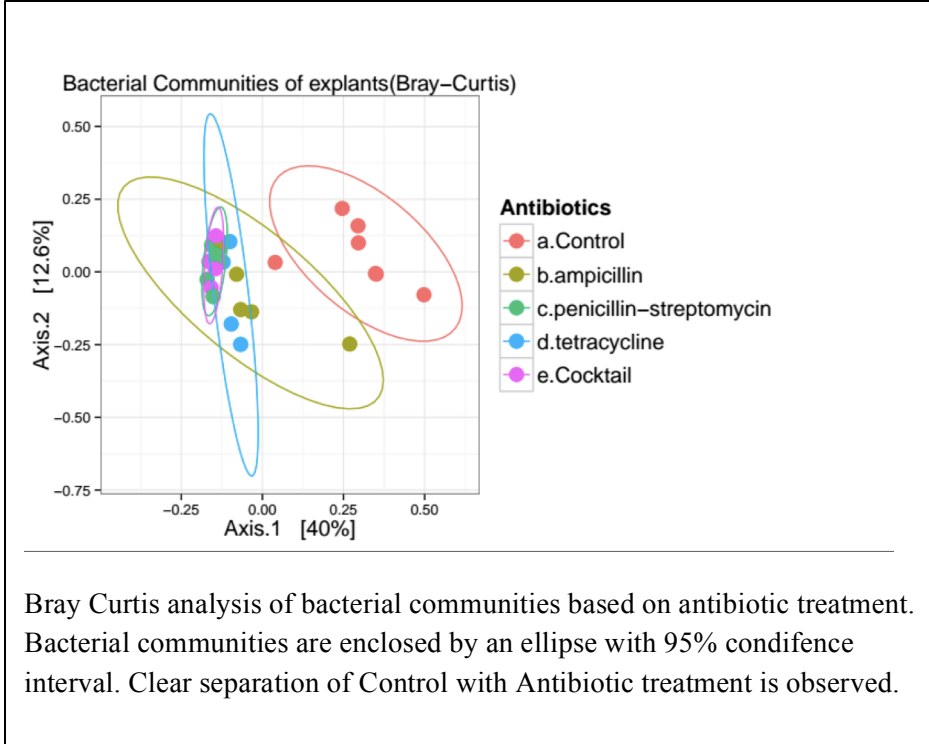 Bacterial Communities of explants(Bray−Curtis)
0.50
0.25
0.00
−0.25
−0.50
−0.75
Axis.2 [12.6%]
−0.25 0.00 0.25 0.50
Axis.1 [40%]
Antibiotics
a.Control
b.ampicillin
c.penicillin−streptomycin
d.tetracycline
e.Cocktail
Bray Curtis analysis of bacterial communities based on antibiotic treatment.
Bacterial communities are enclosed by an ellipse with 95% condifence
interval. Clear separation of Control with Antibiotic treatment is observed.